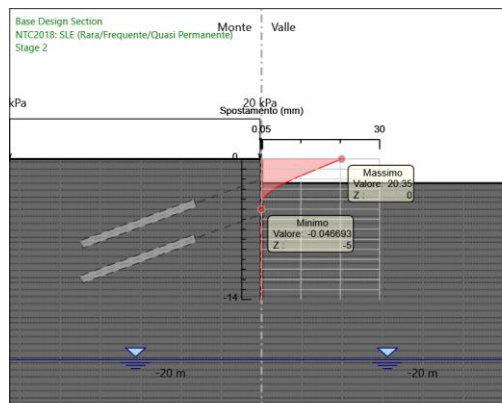 Base Design Section
NTC2018: SLE (Rara/Frequente/Quasi Permanente)
Stage 2
Monte
Valle
kPa
20 kPa
Spostamento (mm)
0.05
30
0
Massimo
Valore: 20.35
Z : 0
Minimo
Valore: -0.046693
Z : -5
-14
-20 m
-20 m